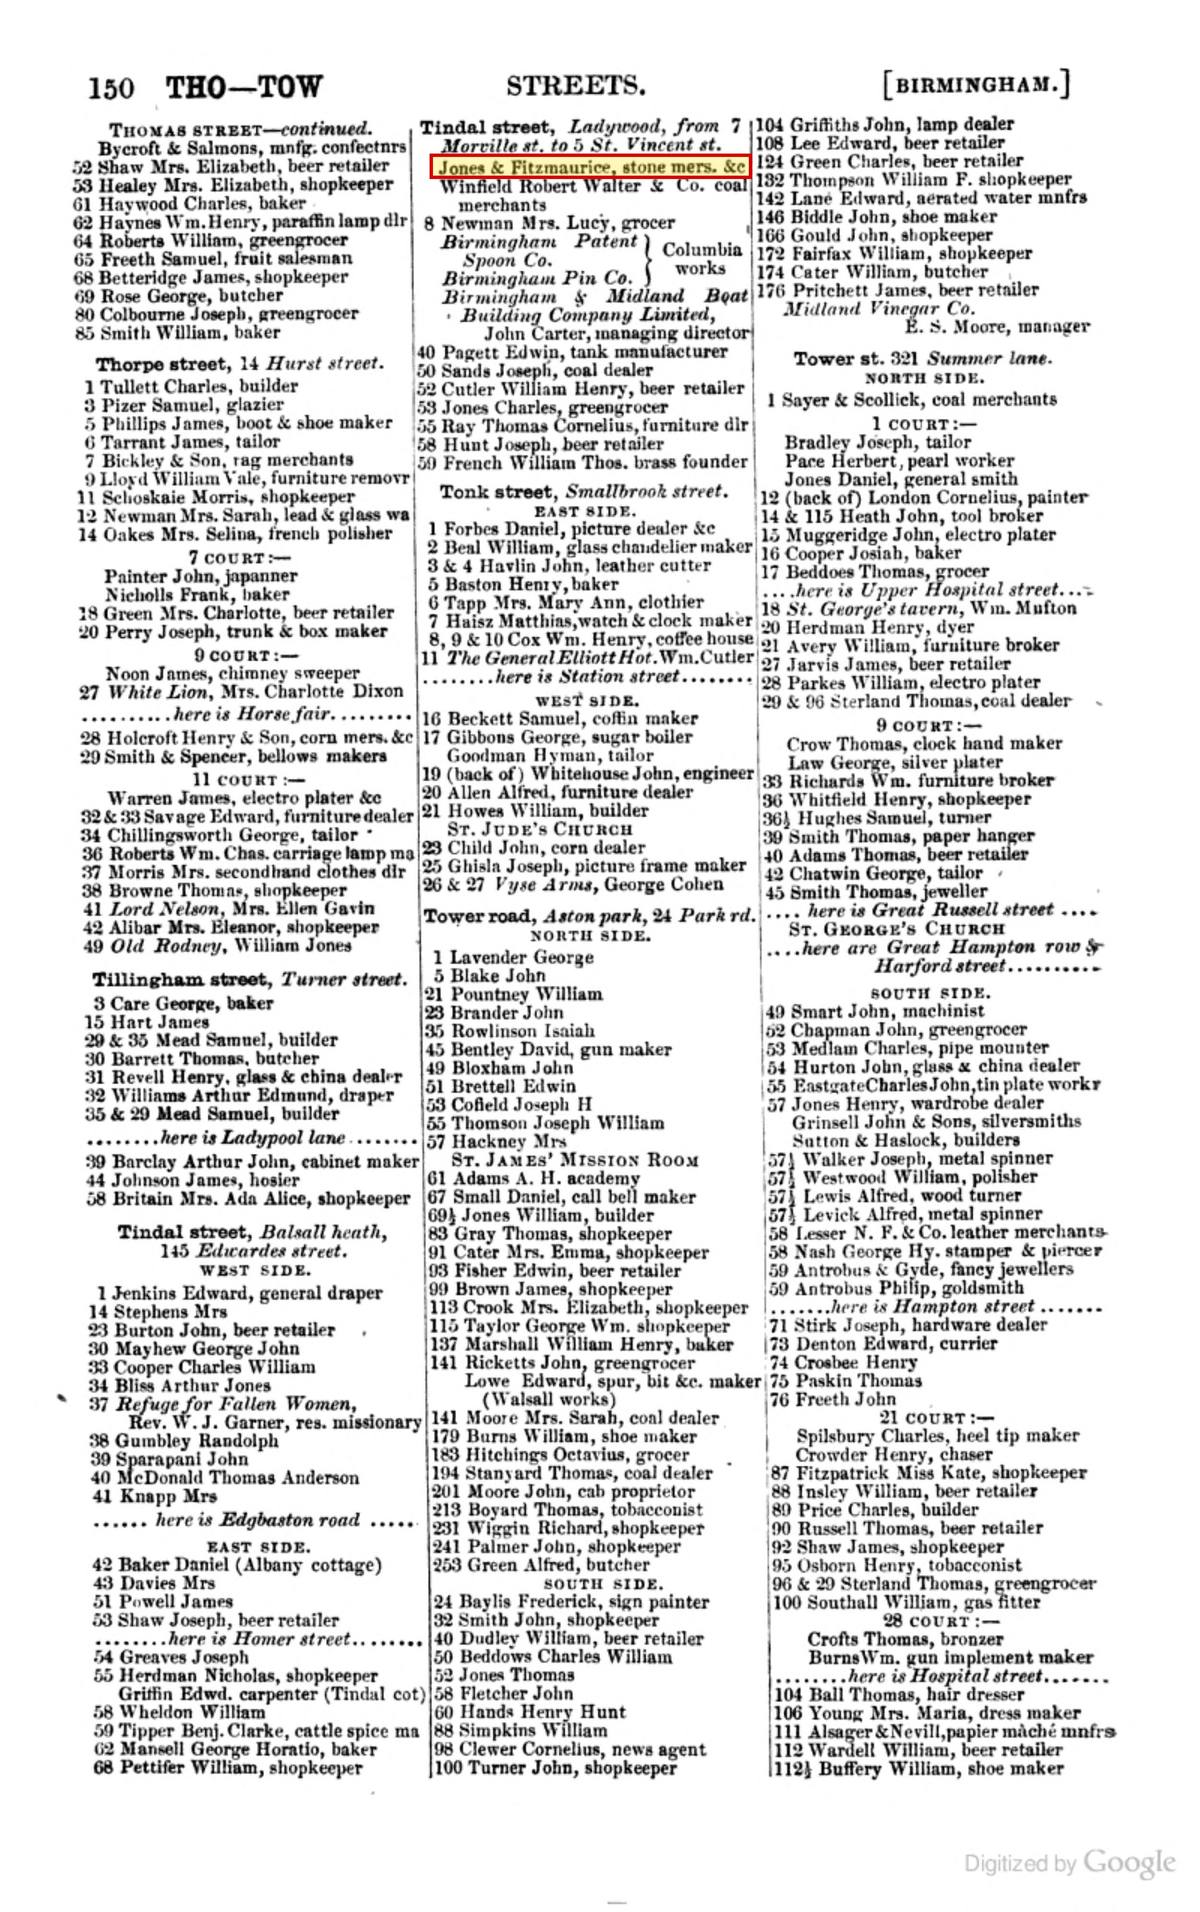 150 THO—TOW STREETS. [BIRMINGHAM.]
THOMAS STREET—continued.
Bycroft & Salmons, mnfg. confectnrs
52 Shaw Mrs. Elizabeth, beer retailer
53 Healey Mrs. Elizabeth, shopkeeper
61 Haywood Charles, baker
62 Haynes Wm. Henry, paraffin lamp dlr
64 Roberts William, greengrocer
65 Freeth Samuel, fruit salesman
68 Betteridge James, shopkeeper
69 Rose George, butcher
80 Colbourne Joseph, greengrocer
85 Smith William, baker
Thorpe street, 14 Hurst street.
1 Tullett Charles, builder
3 Pizer Samuel, glazier
5 Phillips James, boot & shoe maker
6 Tarrant James, tailor
7 Bickley & Son, rag merchants
9 Lloyd William Vale, furniture removr
11 Schoskaie Morris, shopkeeper
12 Newman Mrs. Sarah, lead & glass wa
14 Oakes Mrs. Selina, french polisher
7 COURT:—
Painter John, japanner
Nicholls Frank, baker
18 Green Mrs. Charlotte, beer retailer
20 Perry Joseph, trunk & box maker
9 COURT:—
Noon James, chimney sweeper
27 White Lion, Mrs. Charlotte Dixon
..........here is Horse fair.........
28 Holcroft Henry & Son, corn mers. &c
29 Smith & Spencer, bellows makers
11 COURT :—
Warren James, electro plater &c
32 & 33 Savage Edward, furniture dealer
34 Chillingsworth George, tailor
36 Roberts Wm. Chas. carriage lamp ma
37 Morris Mrs. secondhand clothes dlr
38 Browne Thomas, shopkeeper
41 Lord Nelson, Mrs. Ellen Gavin
42 Alibar Mrs. Eleanor, shopkeeper
49 Old Rodney, William Jones
Tillingham street, Turner street.
3 Care George, baker
15 Hart James
29 & 35 Mead Samuel, builder
30 Barrett Thomas, butcher
31 Revell Henry, glass & china dealer
32 Williams Arthur Edmund, draper
35 & 29 Mead Samuel, builder
........here is Ladypool lane.......
39 Barclay Arthur John, cabinet maker
44 Johnson James, hosier
58 Britain Mrs. Ada Alice, shopkeeper
Tindal street, Balsall heath,
145 Edwardes street.
WEST SIDE.
1 Jenkins Edward, general draper
14 Stephens Mrs
23 Burton John, beer retailer
30 Mayhew George John
33 Cooper Charles William
34 Bliss Arthur Jones
37 Refuge for Fallen Women,
Rev. W. J. Garner, res. missionary
38 Gumbley Randolph
39 Sparapani John
40 McDonald Thomas Anderson
41 Knapp Mrs
...... here is Edgbaston road .....
EAST SIDE.
42 Baker Daniel (Albany cottage)
43 Davies Mrs
51 Powell James
53 Shaw Joseph, beer retailer
........here is Homer street........
54 Greaves Joseph
55 Herdman Nicholas, shopkeeper
Griffin Edwd. carpenter (Tindal cot)
58 Wheldon William
59 Tipper Benj. Clarke, cattle spice ma
62 Mansell George Horatio, baker
68 Pettifer William, shopkeeper
Tindal street, Ladywood, from 7
Morville st. to 5 St. Vincent st.
Jones & Fitzmaurice, stone mers. &c
Winfield Robert Walter & Co. coal
merchants
8 Newman Mrs. Lucy, grocer
Birmingham Patent
Spoon Co.
Birmingham Pin Co.
Columbia
works
Birmingham & Midland Boat
Building Company Limited,
John Carter, managing director
40 Pagett Edwin, tank manufacturer
50 Sands Joseph, coal dealer
52 Cutler William Henry, beer retailer
53 Jones Charles, greengrocer
55 Ray Thomas Cornelius, furniture dlr
58 Hunt Joseph, beer retailer
59 French William Thos. brass founder
Tonk street, Smallbrook street.
EAST SIDE.
1 Forbes Daniel, picture dealer &c
2 Beal William, glass chandelier maker
3 & 4 Havlin John, leather cutter
5 Baston Henry, baker
6 Tapp Mrs. Mary Ann, clothier
7 Haisz Matthias, watch & clock maker
8, 9 & 10 Cox Wm. Henry, coffee house
11 The General Elliott Hot. Wm. Cutler
........here is Station street........
WEST SIDE.
16 Beckett Samuel, coffin maker
17 Gibbons George, sugar boiler
Goodman Hyman, tailor
19 (back of) Whitehouse John, engineer
20 Allen Alfred, furniture dealer
21 Howes William, builder
ST. JUDE'S CHURCH
23 Child John, corn dealer
25 Ghisla Joseph, picture frame maker
26 & 27 Vyse Arms, George Cohen
Tower road, Aston park, 24 Park rd.
NORTH SIDE.
1 Lavender George
5 Blake John
21 Pountney William
23 Brander John
35 Rowlinson Isaiah
45 Bentley David, gun maker
49 Bloxham John
51 Brettell Edwin
53 Cofield Joseph H
55 Thomson Joseph William
57 Hackney Mrs
ST. JAMES' MISSION ROOM
61 Adams A. H. academy
67 Small Daniel, call bell maker
69½ Jones William, builder
83 Gray Thomas, shopkeeper
91 Cater Mrs. Emma, shopkeeper
93 Fisher Edwin, beer retailer
99 Brown James, shopkeeper
113 Crook Mrs. Elizabeth, shopkeeper
115 Taylor George Wm. shopkeeper
137 Marshall William Henry, baker
141 Ricketts John, greengrocer
Lowe Edward, spur, bit &c. maker
(Walsall works)
141 Moore Mrs. Sarah, coal dealer
179 Burns William, shoe maker
183 Hitchings Octavius, grocer
194 Stanyard Thomas, coal dealer
201 Moore John, cab proprietor
213 Boyard Thomas, tobacconist
231 Wiggin Richard, shopkeeper
241 Palmer John, shopkeeper
253 Green Alfred, butcher
SOUTH SIDE.
24 Baylis Frederick, sign painter
32 Smith John, shopkeeper
40 Dudley William, beer retailer
50 Beddows Charles William
52 Jones Thomas
58 Fletcher John
60 Hands Henry Hunt
88 Simpkins William
98 Clewer Cornelius, news agent
100 Turner John, shopkeeper
104 Griffiths John, lamp dealer
108 Lee Edward, beer retailer
124 Green Charles, beer retailer
132 Thompson William F. shopkeeper
142 Lane Edward, aerated water mnfrs
146 Biddle John, shoe maker
166 Gould John, shopkeeper
172 Fairfax William, shopkeeper
174 Cater William, butcher
176 Pritchett James, beer retailer
Midland Vinegar Co.
E. S. Moore, manager
Tower st. 321 Summer lane.
NORTH SIDE.
1 Sayer & Scollick, coal merchants
1 COURT:—
Bradley Joseph, tailor
Pace Herbert, pearl worker
Jones Daniel, general smith
12 (back of) London Cornelius, painter
14 & 115 Heath John, tool broker
15 Muggeridge John, electro plater
16 Cooper Josiah, baker
17 Beddoes Thomas, grocer
....here is Upper Hospital street....
18 St. George's tavern, Wm. Mufton
20 Herdman Henry, dyer
21 Avery William, furniture broker
27 Jarvis James, beer retailer
28 Parkes William, electro plater
29 & 96 Sterland Thomas, coal dealer
9 COURT:—
Crow Thomas, clock hand maker
Law George, silver plater
33 Richards Wm. furniture broker
36 Whitfield Henry, shopkeeper
36½ Hughes Samuel, turner
39 Smith Thomas, paper hanger
40 Adams Thomas, beer retailer
42 Chatwin George, tailor
45 Smith Thomas, jeweller
.... here is Great Russell street ....
ST. GEORGE'S CHURCH
....here are Great Hampton row &
Harford street..........
SOUTH SIDE.
49 Smart John, machinist
52 Chapman John, greengrocer
53 Medlam Charles, pipe mounter
54 Hurton John, glass & china dealer
55 Eastgate Charles John, tin plate workr
57 Jones Henry, wardrobe dealer
Grinsell John & Sons, silversmiths
Sutton & Haslock, builders
57½ Walker Joseph, metal spinner
57½ Westwood William, polisher
57½ Lewis Alfred, wood turner
57½ Levick Alfred, metal spinner
58 Lesser N. F. & Co. leather merchants
58 Nash George Hy. stamper & piercer
59 Antrobus & Gyde, fancy jewellers
59 Antrobus Philip, goldsmith
.......here is Hampton street .......
71 Stirk Joseph, hardware dealer
73 Denton Edward, currier
74 Crosbee Henry
75 Paskin Thomas
76 Freeth John
21 COURT:—
Spilsbury Charles, heel tip maker
Crowder Henry, chaser
87 Fitzpatrick Miss Kate, shopkeeper
88 Insley William, beer retailer
89 Price Charles, builder
90 Russell Thomas, beer retailer
92 Shaw James, shopkeeper
95 Osborn Henry, tobacconist
96 & 29 Sterland Thomas, greengrocer
100 Southall William, gas fitter
28 COURT:—
Crofts Thomas, bronzer
Burns Wm. gun implement maker
........here is Hospital street.......
104 Ball Thomas, hair dresser
106 Young Mrs. Maria, dress maker
111 Alsager & Nevill, papier mâché mnfrs
112 Wardell William, beer retailer
112½ Buffery William, shoe maker
Digitized by Google